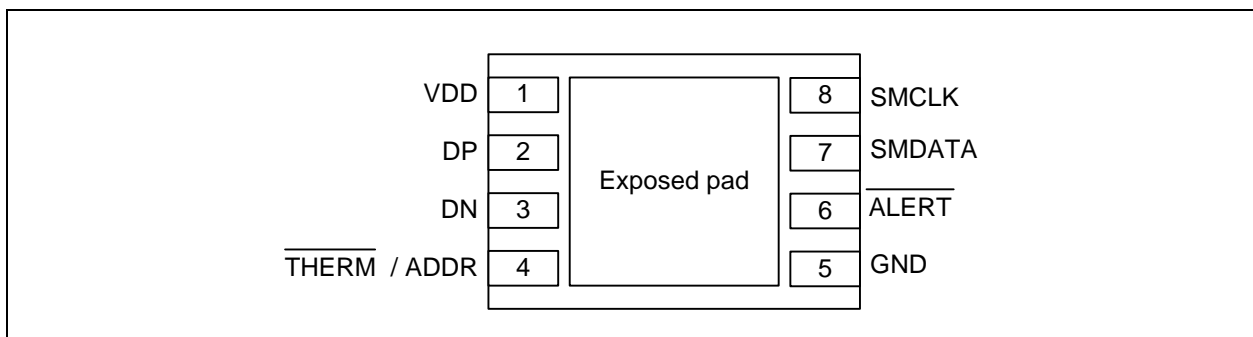 VDD 1 8 SMCLK
DP 2 7 SMDATA
Exposed pad
DN 3 6 ALERT
THERM / ADDR 4 5 GND